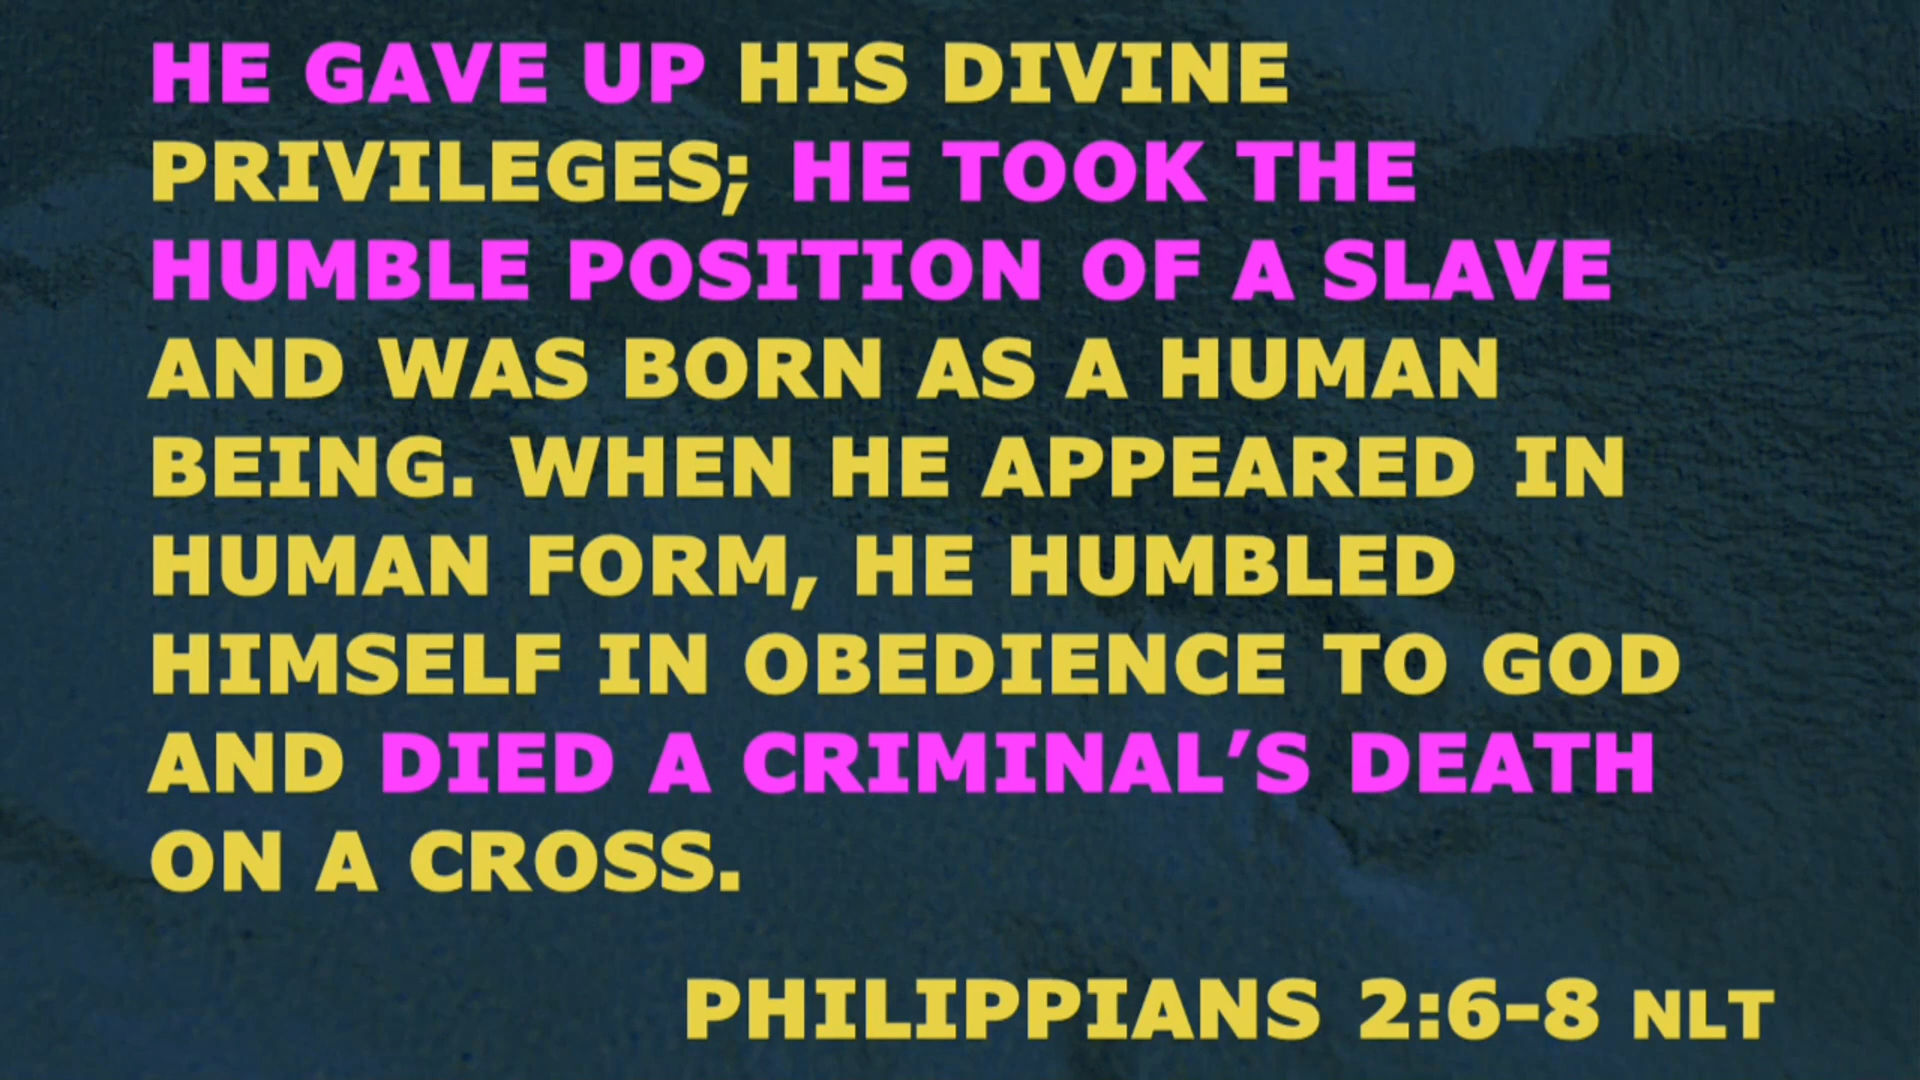 HE GAVE UP HIS DIVINE
PRIVILEGES; HE TOOK THE
HUMBLE POSITION OF A SLAVE
AND WAS BORN AS A HUMAN
BEING. WHEN HE APPEARED IN
HUMAN FORM, HE HUMBLED
HIMSELF IN OBEDIENCE TO GOD
AND DIED A CRIMINAL’S DEATH
ON A CROSS.
PHILIPPIANS 2:6-8 NLT